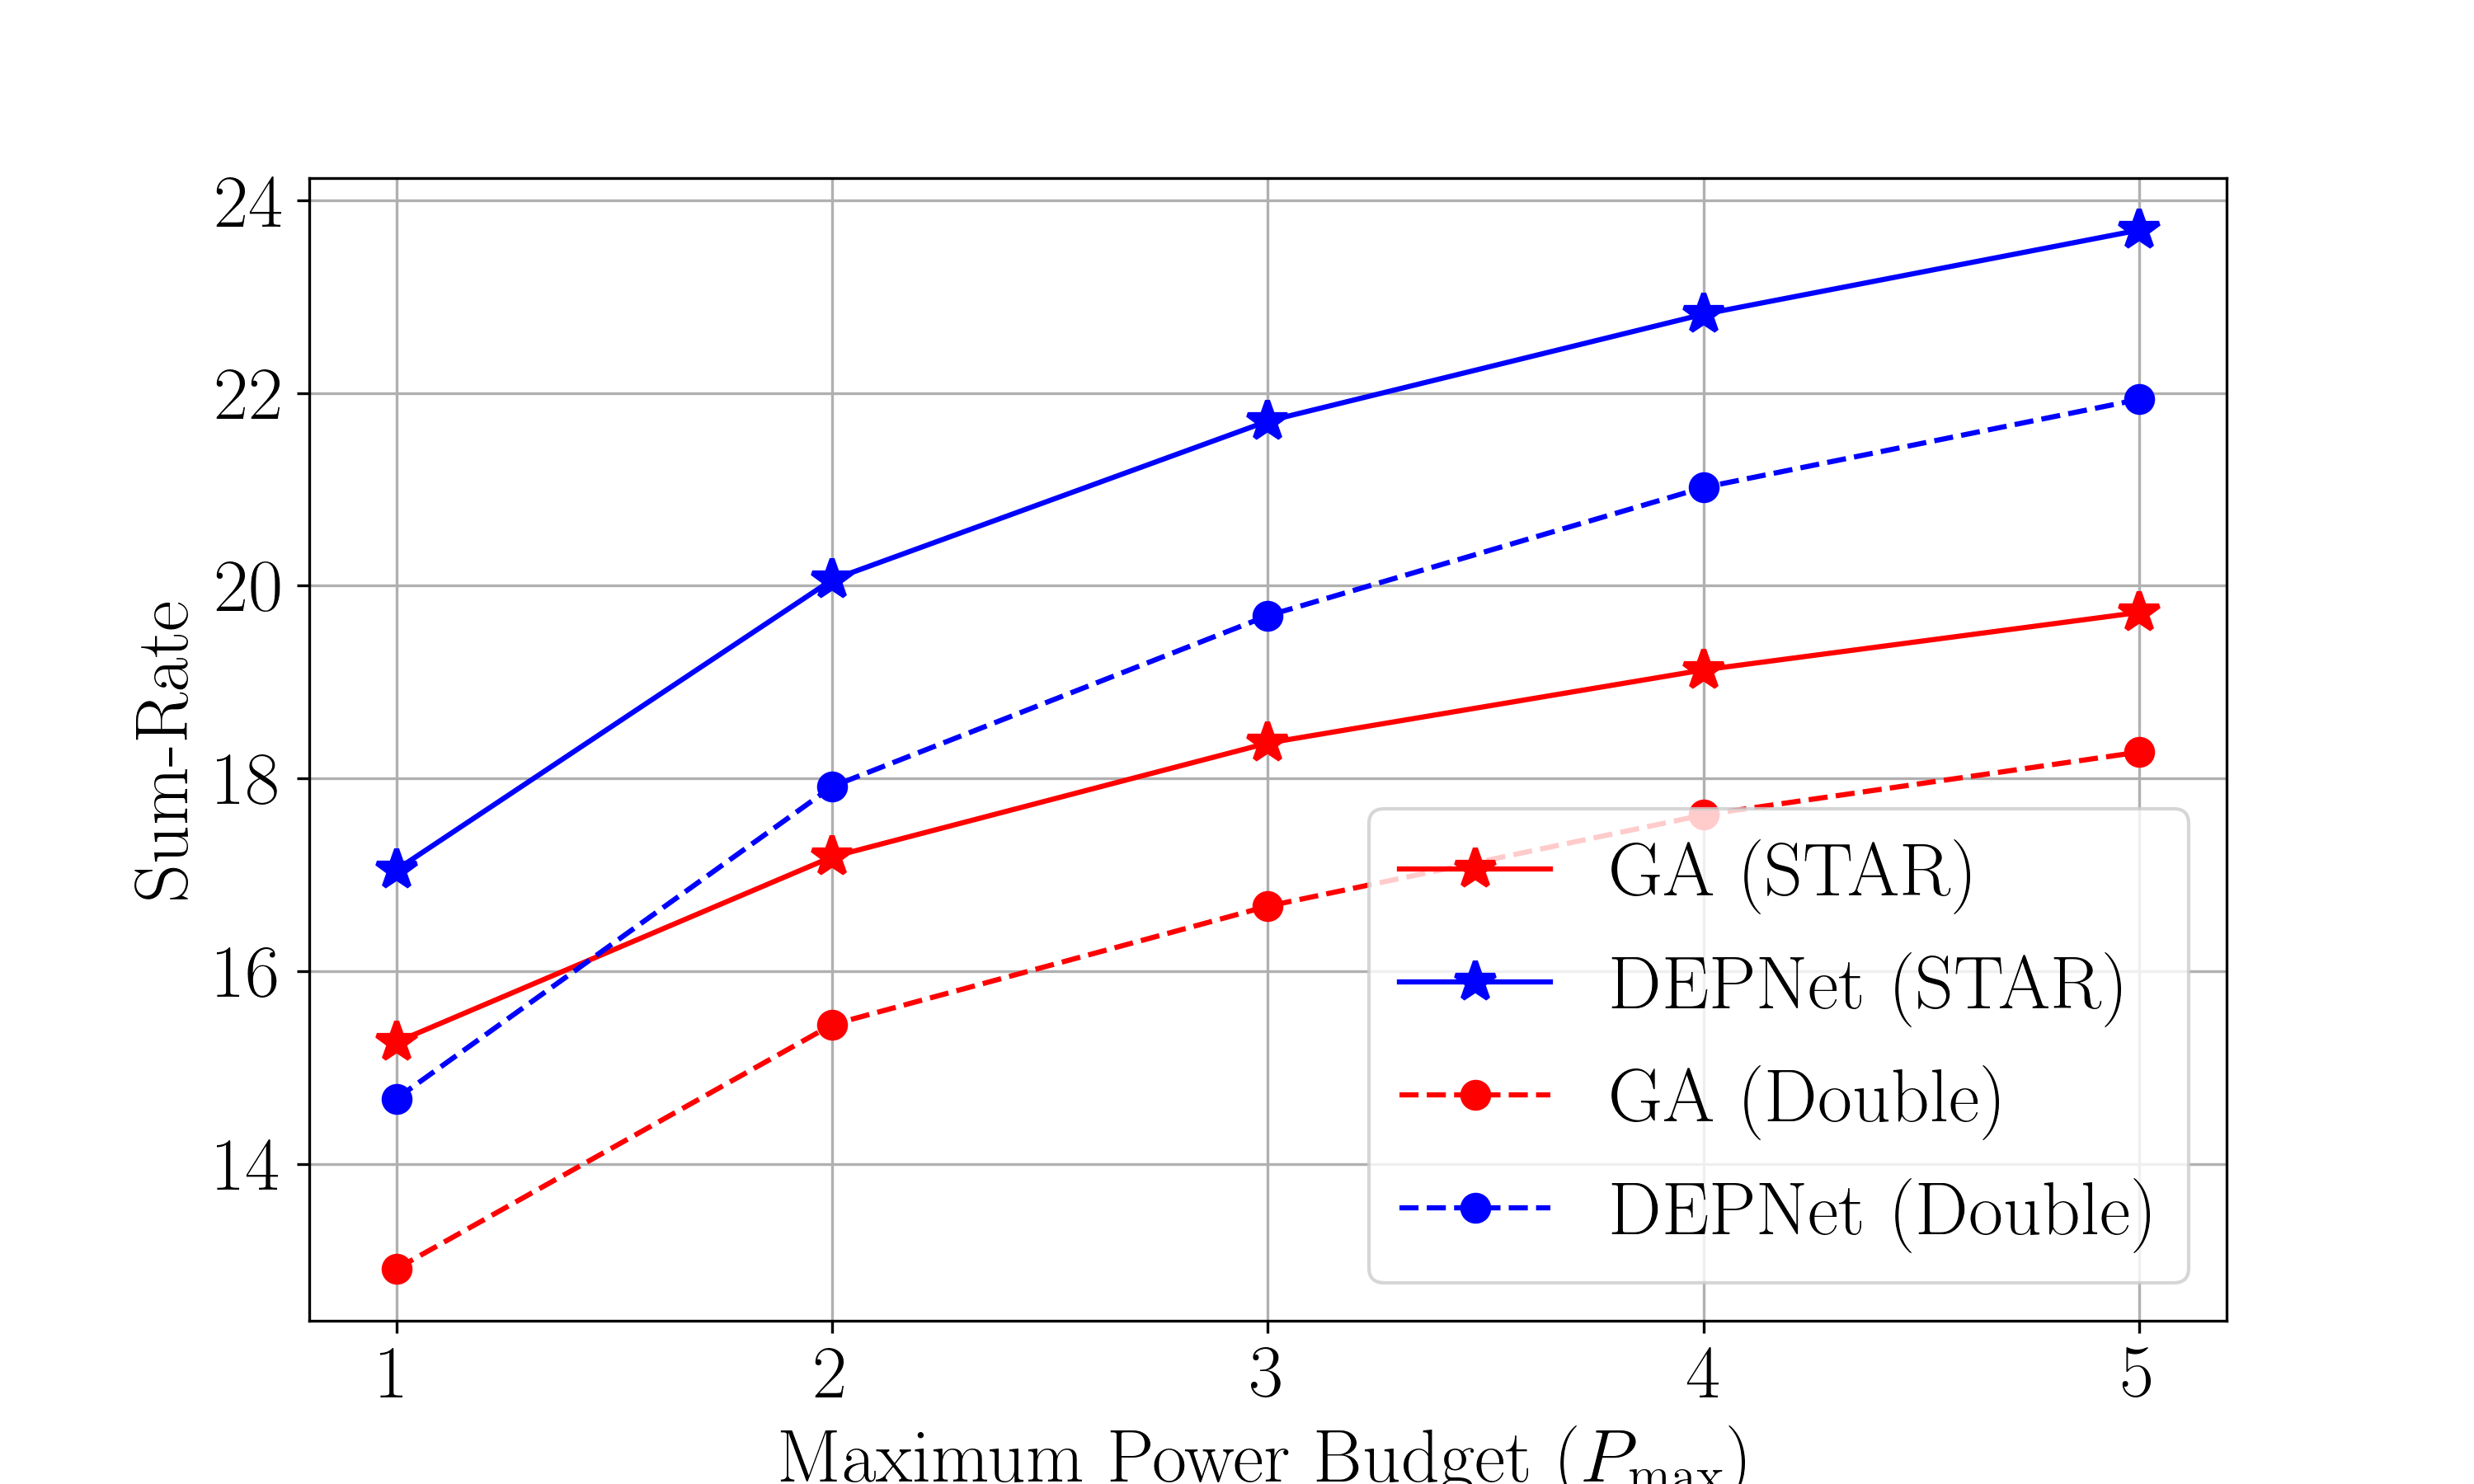 24
22
20
18
16
14
Sum-Rate
GA (STAR)
DEPNet (STAR)
GA (Double)
DEPNet (Double)
1 2 3 4 5
Maximum Power Budget (P_max)